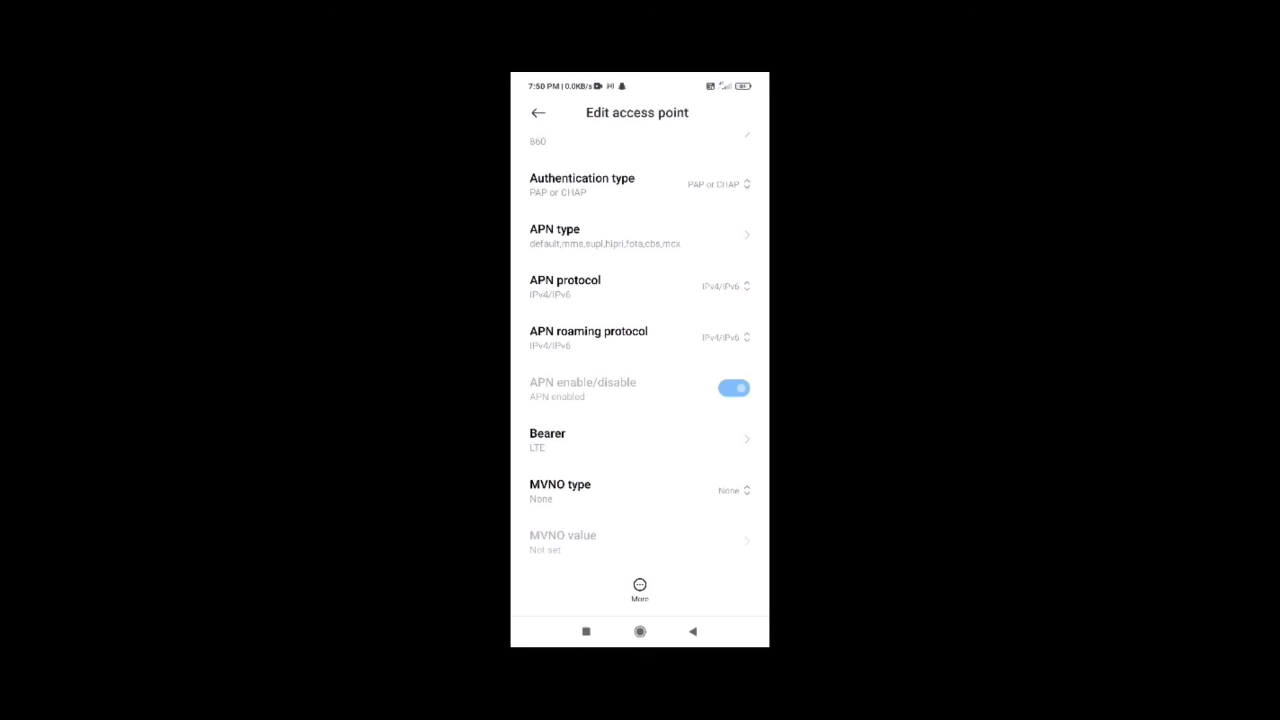 7:50 PM | 0.0KB/s
Edit access point
860
Authentication type
PAP or CHAP
PAP or CHAP
APN type
default,mms,supl,hipri,fota,cbs,mcx
APN protocol
IPv4/IPv6
IPv4/IPv6
APN roaming protocol
IPv4/IPv6
IPv4/IPv6
APN enable/disable
APN enabled
Bearer
LTE
MVNO type
None
None
MVNO value
Not set
More